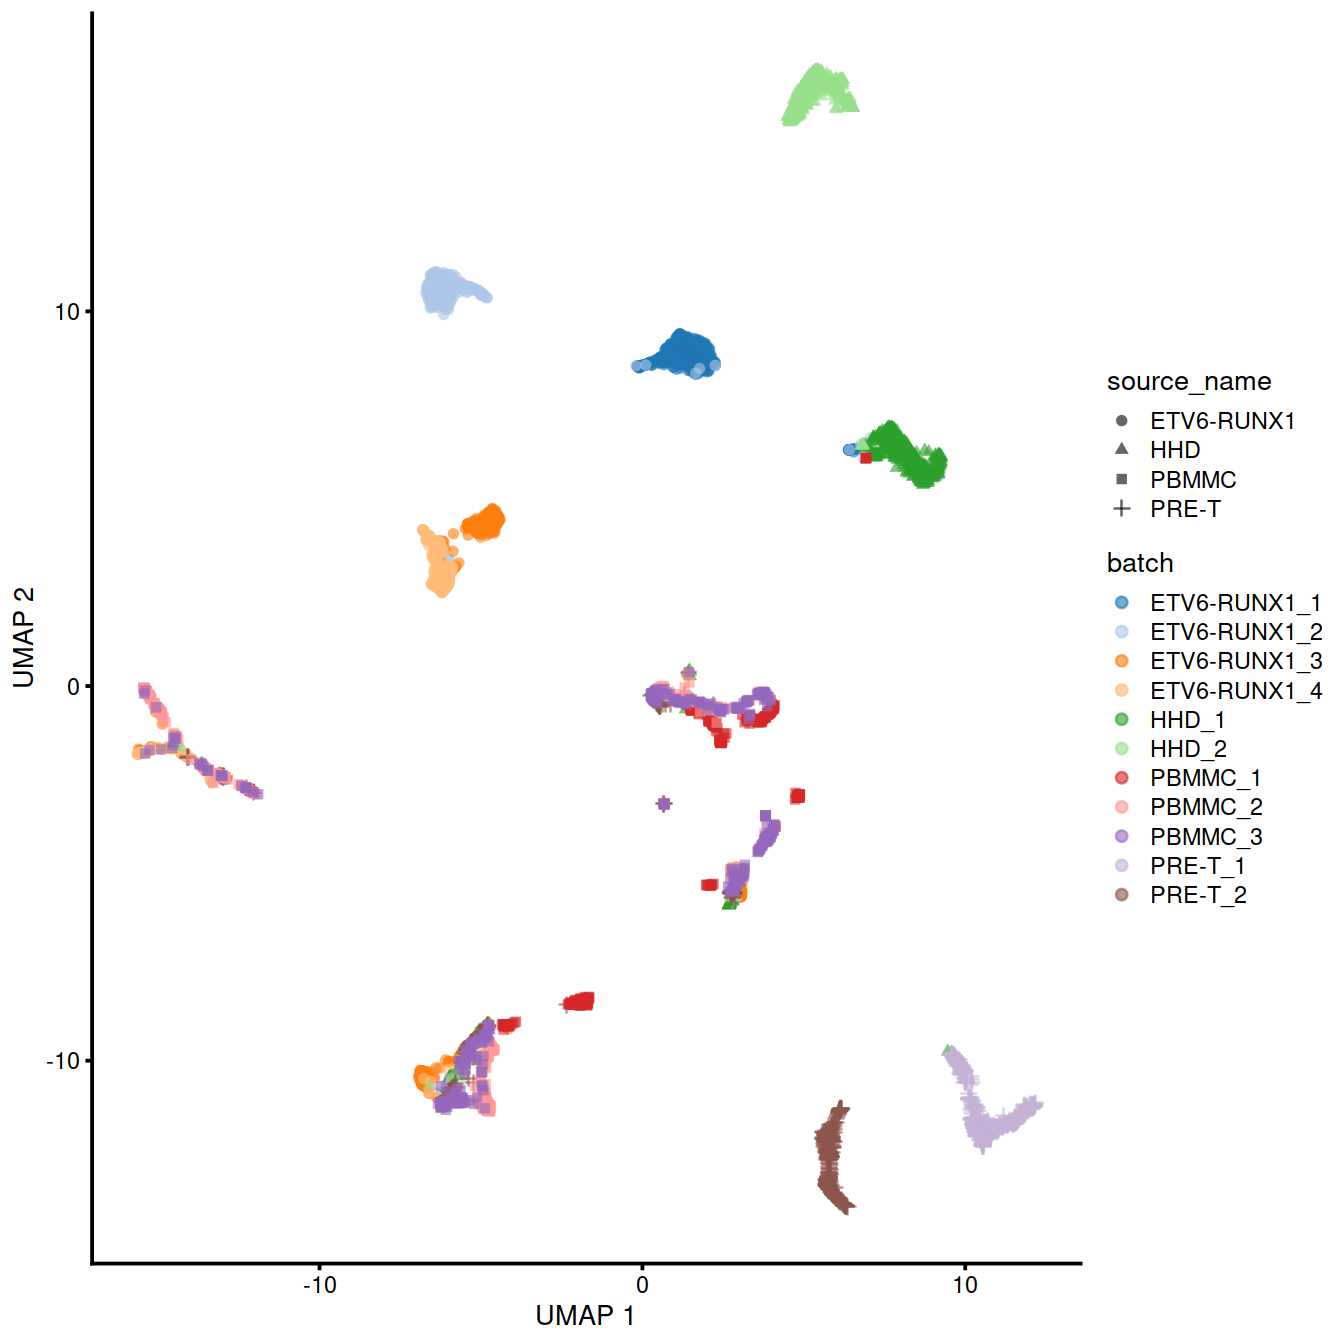 source_name
ETV6-RUNX1
HHD
PBMMC
PRE-T
batch
ETV6-RUNX1_1
ETV6-RUNX1_2
ETV6-RUNX1_3
ETV6-RUNX1_4
HHD_1
HHD_2
PBMMC_1
PBMMC_2
PBMMC_3
PRE-T_1
PRE-T_2
UMAP 2
10
0
-10
-10
0
10
UMAP 1